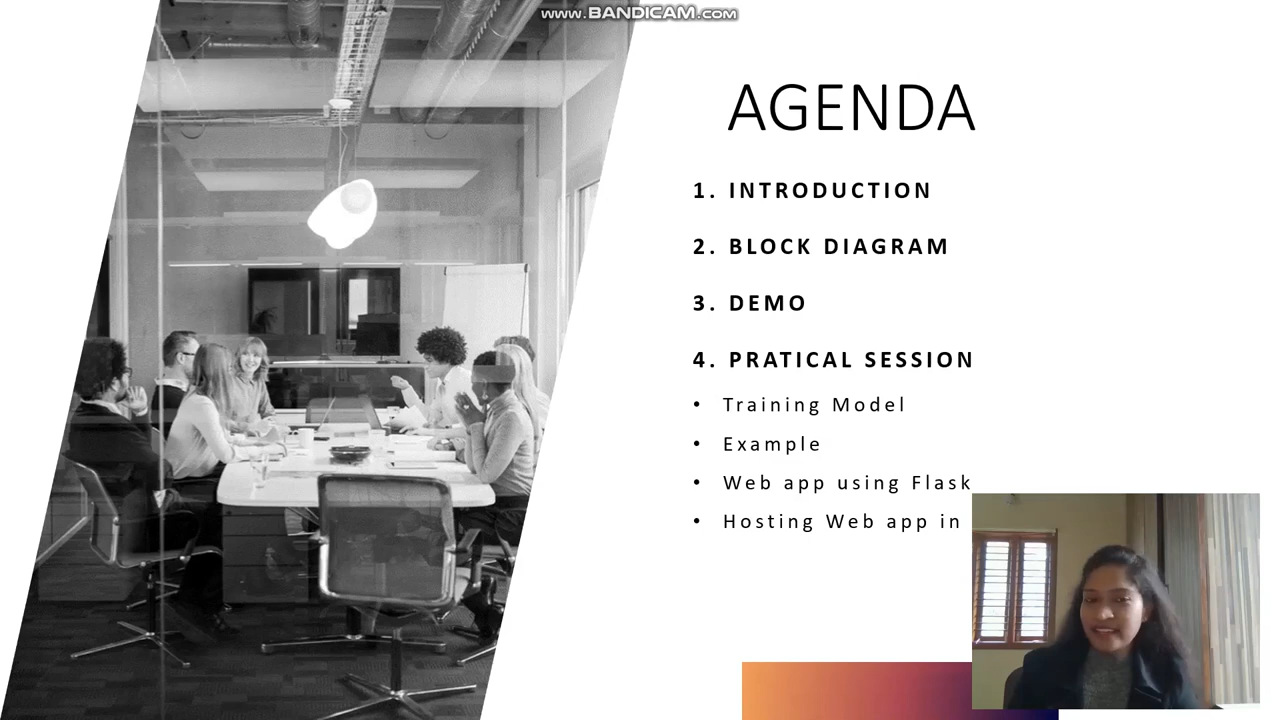 www.BANDICAM.com
AGENDA
1. INTRODUCTION
2. BLOCK DIAGRAM
3. DEMO
4. PRATICAL SESSION
• Training Model
• Example
• Web app using Flask
• Hosting Web app in